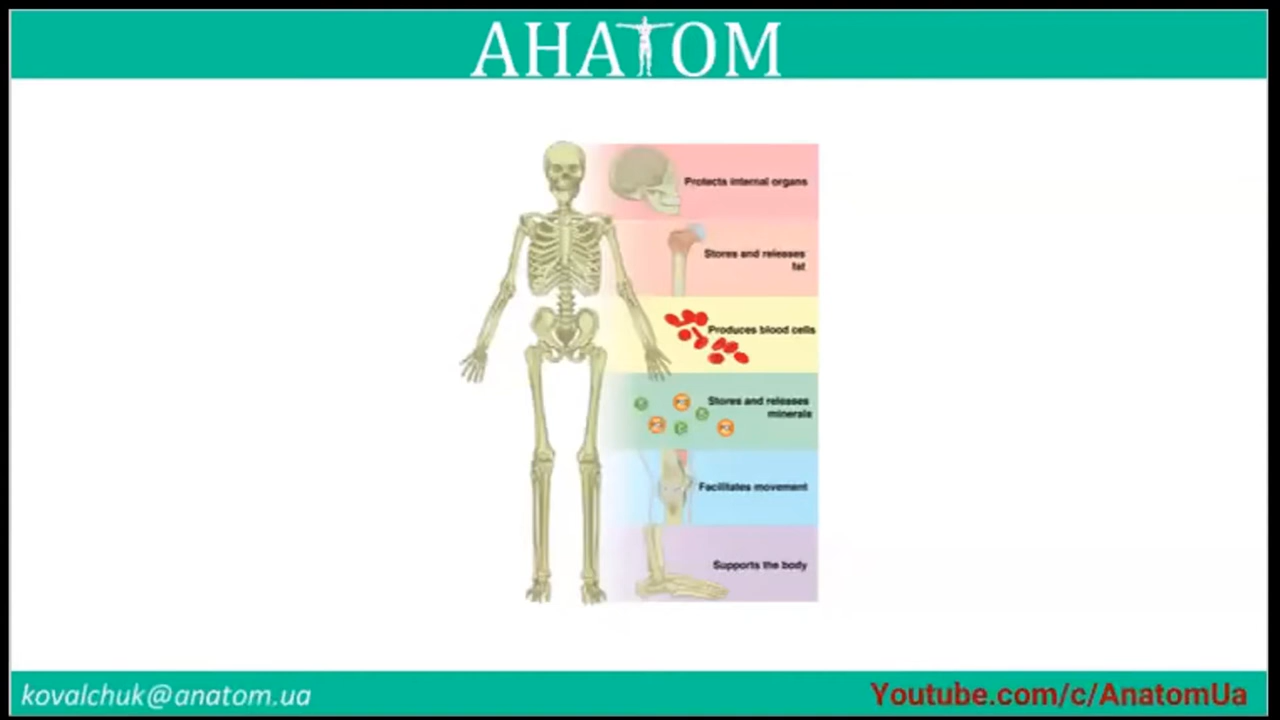 АНАТОМ
Protects internal organs
Stores and releases
fat
Produces blood cells
Stores and releases
minerals
Facilitates movement
Supports the body
kovalchuk@anatom.ua
Youtube.com/c/AnatomUa